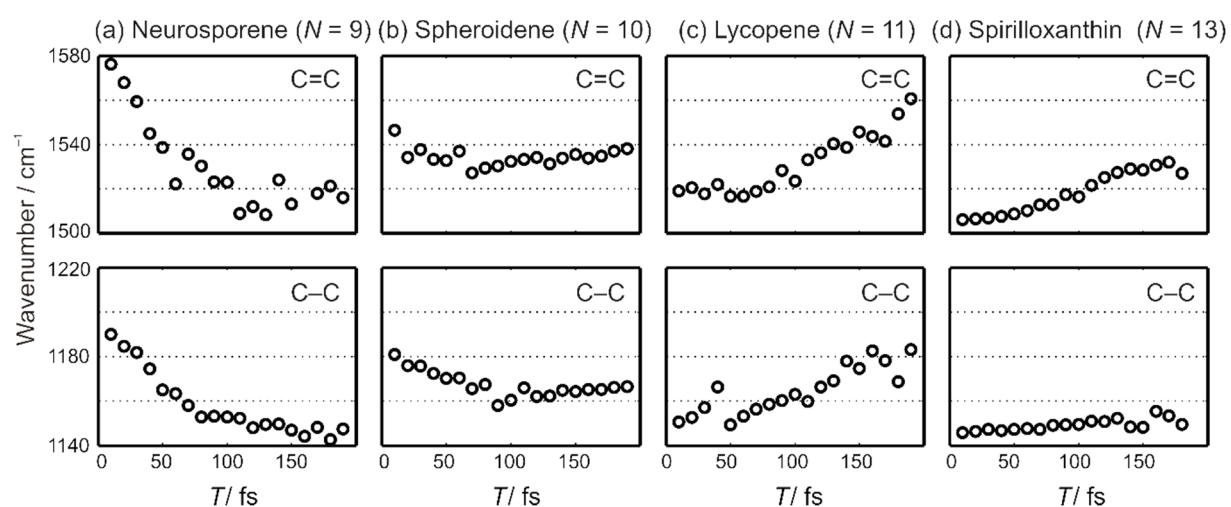 (a) Neurosporene (N = 9) (b) Spheroidene (N = 10) (c) Lycopene (N = 11) (d) Spirilloxanthin (N = 13)
Wavenumber / cm⁻¹
1580
1540
1500
C=C
C=C
C=C
C=C
1220
1180
1140
C–C
C–C
C–C
C–C
0 50 100 150
0 50 100 150
0 50 100 150
0 50 100 150
T/ fs
T/ fs
T/ fs
T/ fs